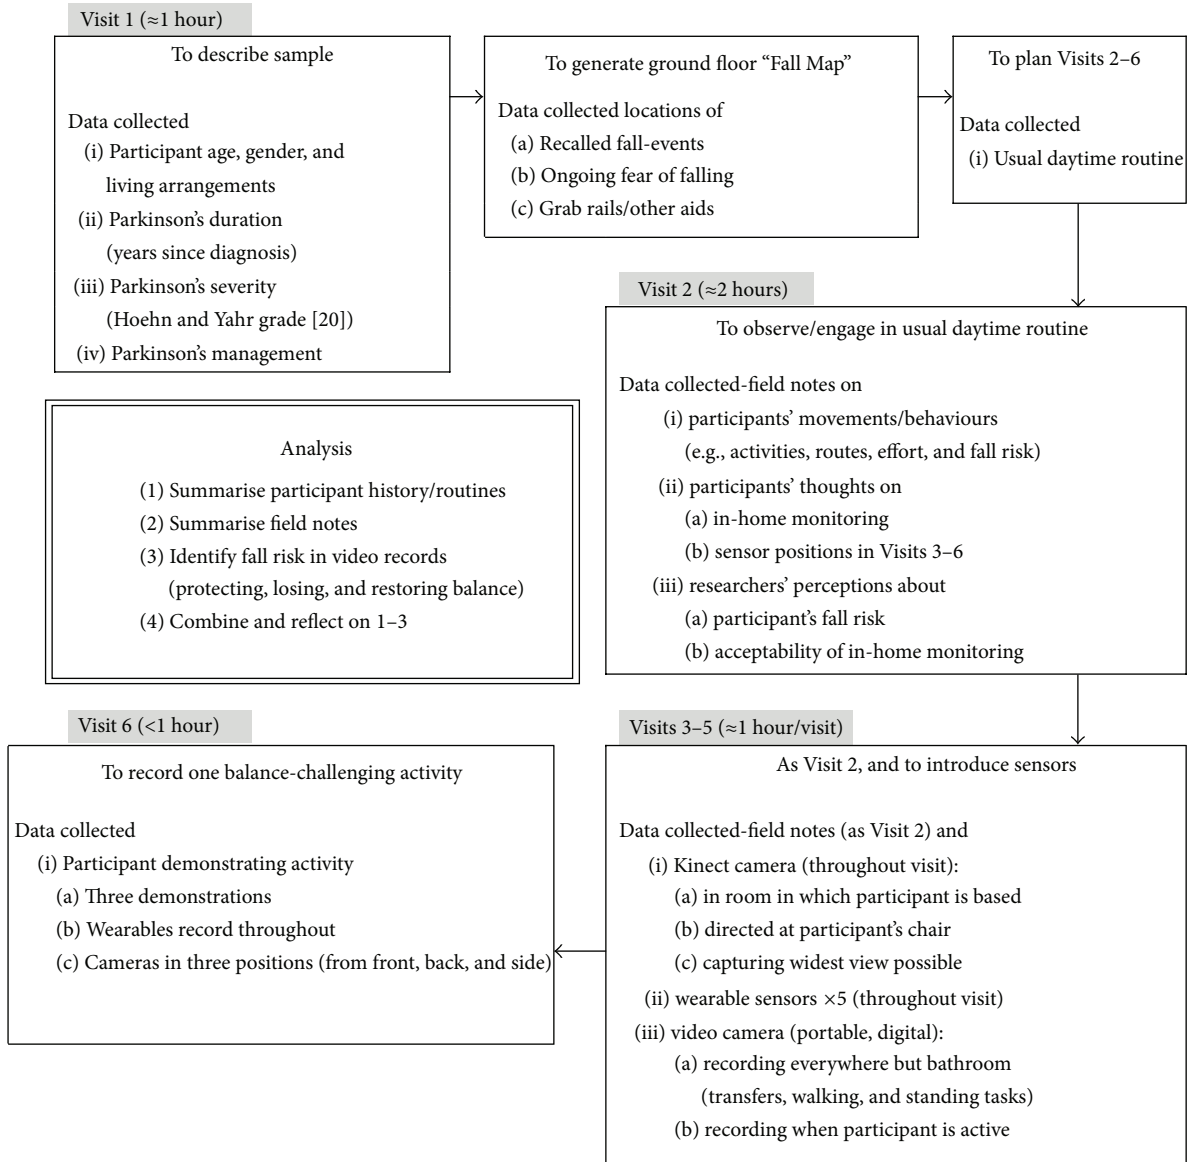 Visit 1 (≈1 hour)
To describe sample
Data collected
(i) Participant age, gender, and
living arrangements
(ii) Parkinson's duration
(years since diagnosis)
(iii) Parkinson's severity
(Hoehn and Yahr grade [20])
(iv) Parkinson's management
To generate ground floor “Fall Map”
Data collected locations of
(a) Recalled fall-events
(b) Ongoing fear of falling
(c) Grab rails/other aids
To plan Visits 2–6
Data collected
(i) Usual daytime routine
Visit 2 (≈2 hours)
To observe/engage in usual daytime routine
Data collected-field notes on
(i) participants' movements/behaviours
(e.g., activities, routes, effort, and fall risk)
(ii) participants' thoughts on
(a) in-home monitoring
(b) sensor positions in Visits 3–6
(iii) researchers' perceptions about
(a) participant's fall risk
(b) acceptability of in-home monitoring
Analysis
(1) Summarise participant history/routines
(2) Summarise field notes
(3) Identify fall risk in video records
(protecting, losing, and restoring balance)
(4) Combine and reflect on 1–3
Visits 3–5 (≈1 hour/visit)
As Visit 2, and to introduce sensors
Data collected-field notes (as Visit 2) and
(i) Kinect camera (throughout visit):
(a) in room in which participant is based
(b) directed at participant's chair
(c) capturing widest view possible
(ii) wearable sensors ×5 (throughout visit)
(iii) video camera (portable, digital):
(a) recording everywhere but bathroom
(transfers, walking, and standing tasks)
(b) recording when participant is active
Visit 6 (<1 hour)
To record one balance-challenging activity
Data collected
(i) Participant demonstrating activity
(a) Three demonstrations
(b) Wearables record throughout
(c) Cameras in three positions (from front, back, and side)